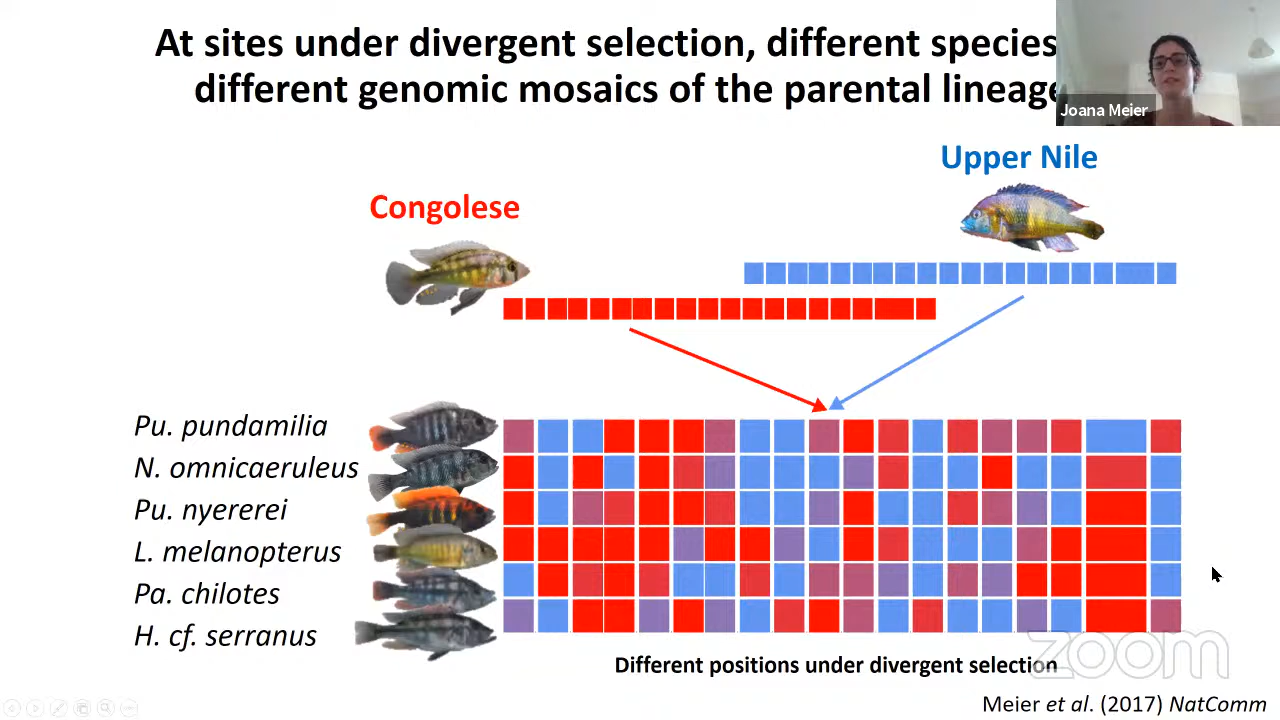 At sites under divergent selection, different species
different genomic mosaics of the parental lineage
Joana Meier
Upper Nile
Congolese
Pu. pundamilia
N. omnicaeruleus
Pu. nyererei
L. melanopterus
Pa. chilotes
H. cf. serranus
Different positions under divergent selection
zoom
Meier et al. (2017) NatComm